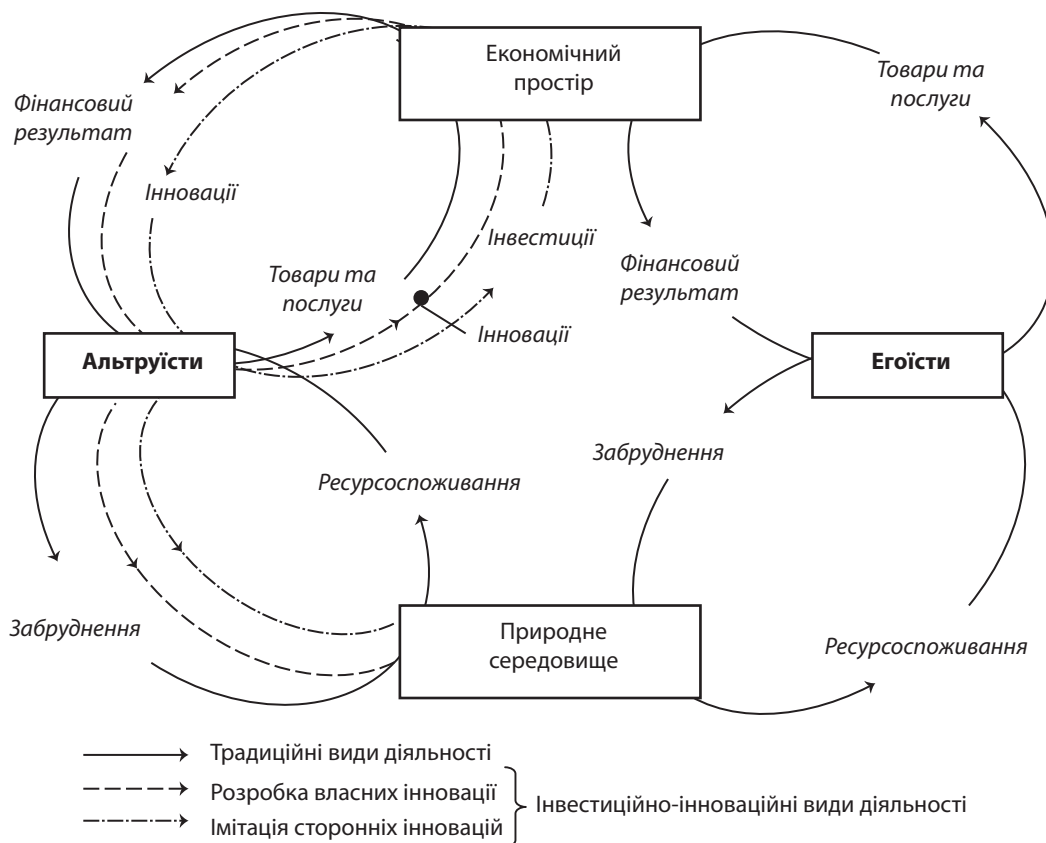 Економічний
простір
Товари та
послуги
Фінансовий
результат
Інновації
Інвестиції
Товари та
послуги
Інновації
Фінансовий
результат
Альтруїсти
Егоїсти
Забруднення
Ресурсоспоживання
Забруднення
Природне
середовище
Ресурсоспоживання
Традиційні види діяльності
Розробка власних інновації
Імітація сторонніх інновацій
Інвестиційно-інноваційні види діяльності